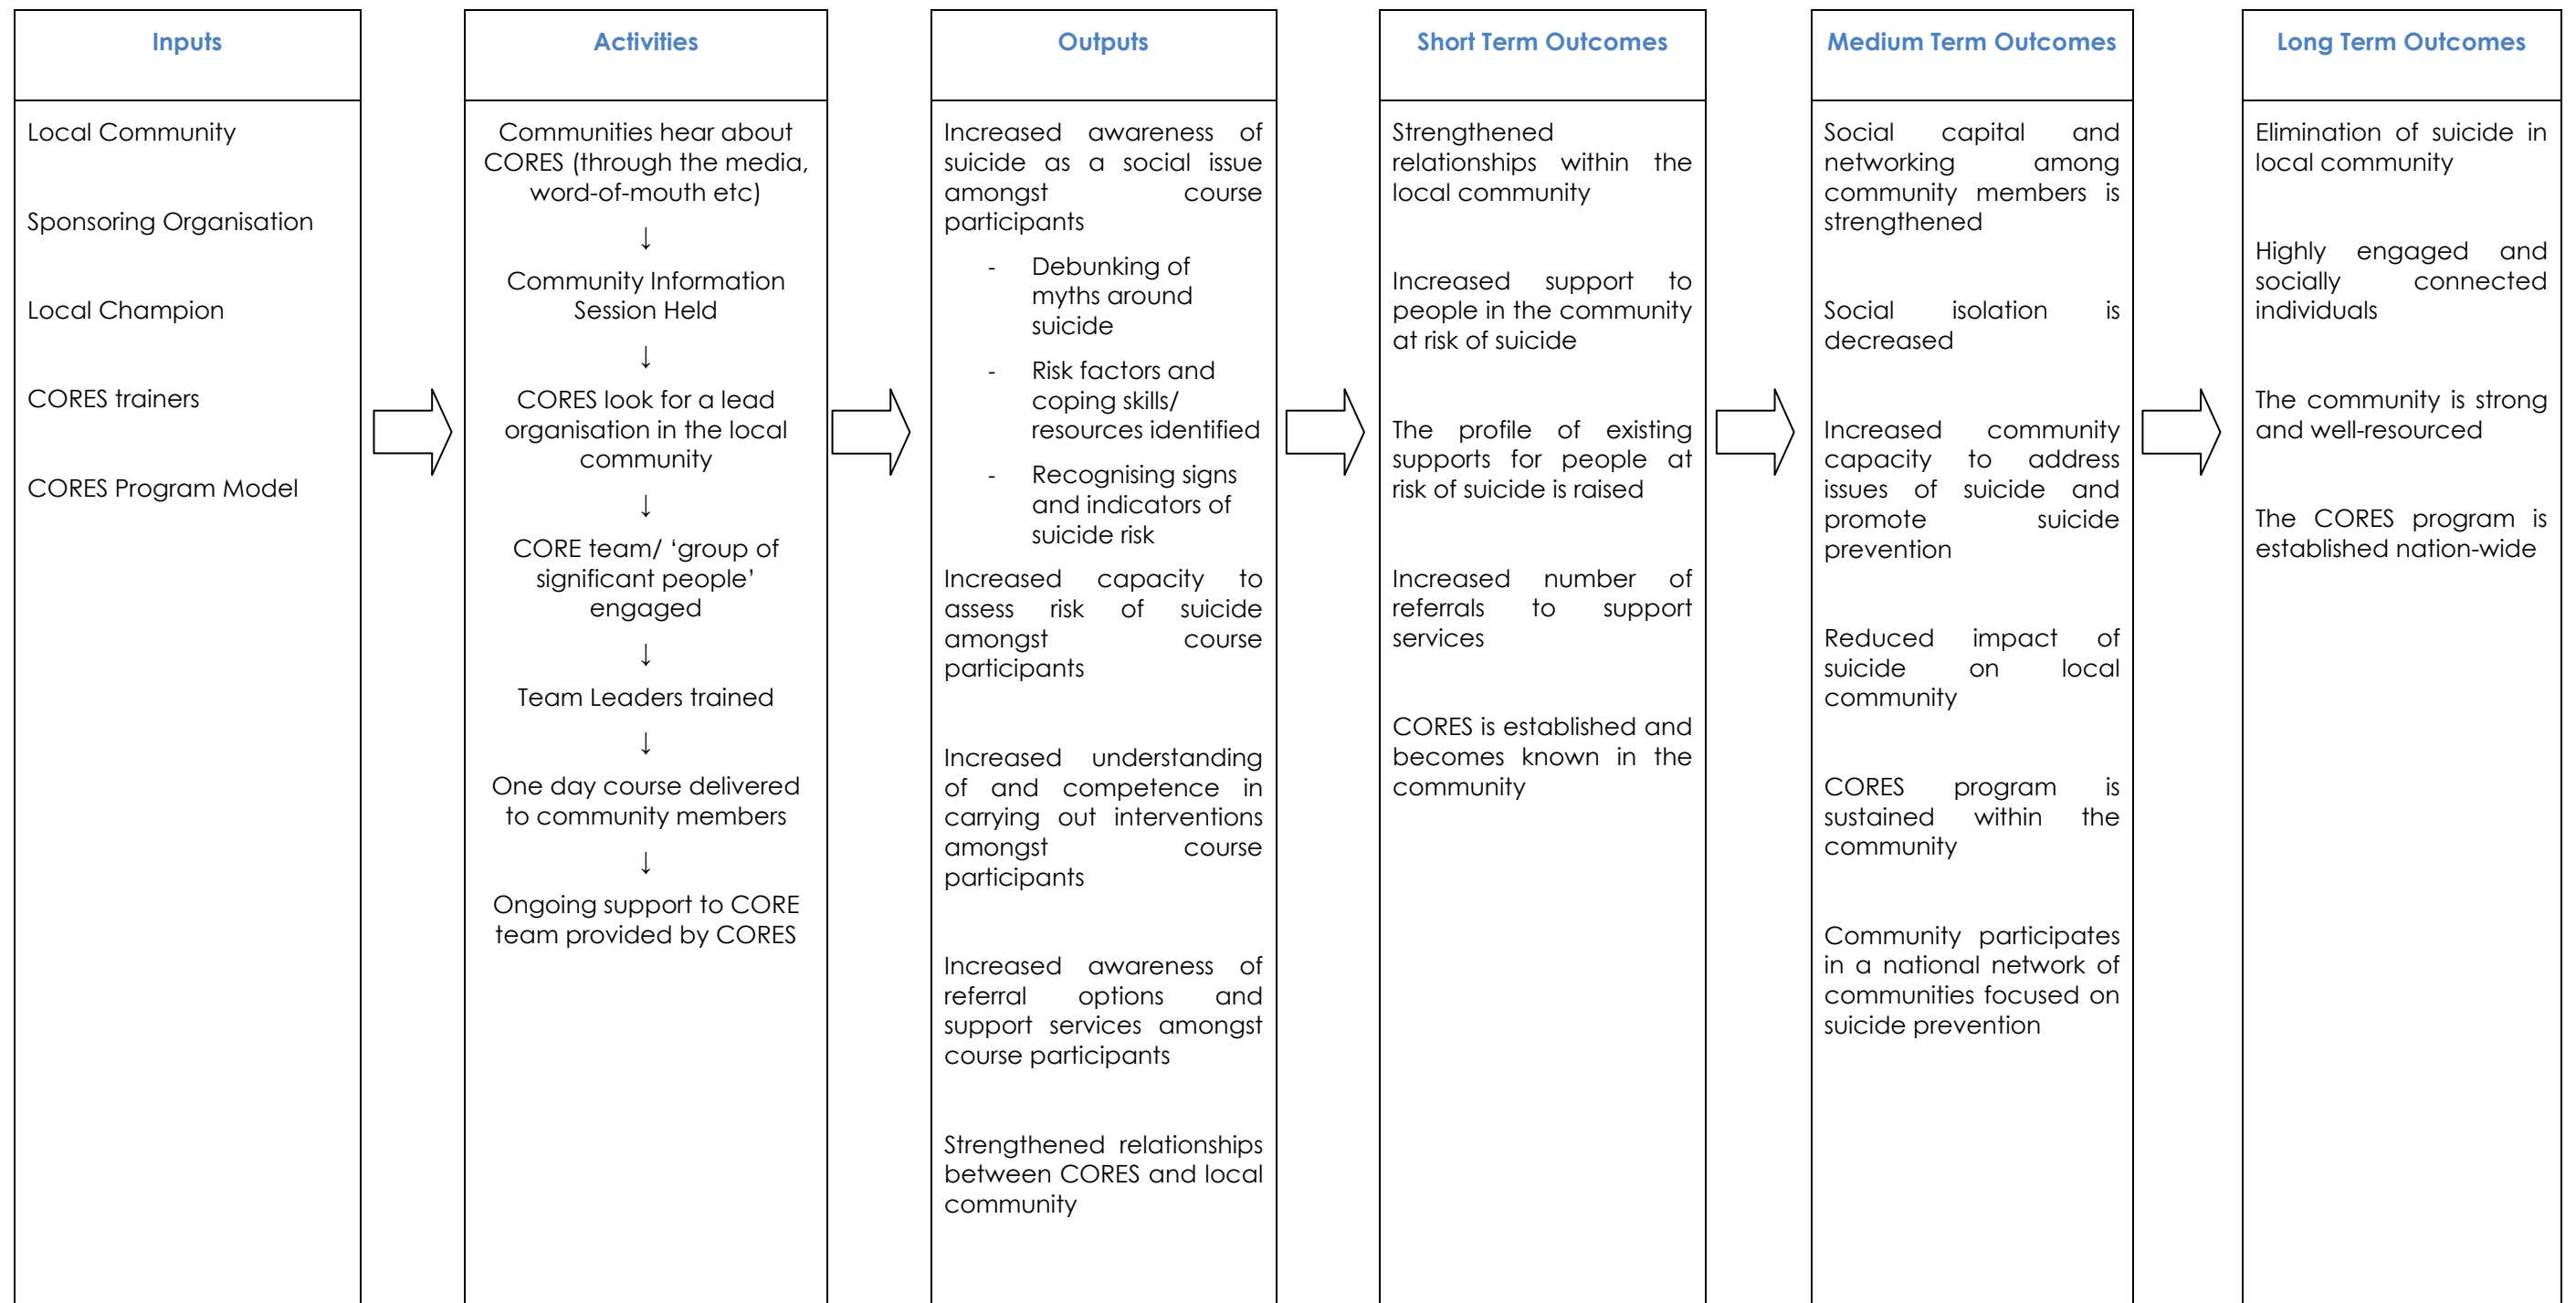 Inputs
Local Community
Sponsoring Organisation
Local Champion
CORES trainers
CORES Program Model
Activities
Communities hear about
CORES (through the media,
word-of-mouth etc)
↓
Community Information
Session Held
↓
CORES look for a lead
organisation in the local
community
↓
CORE team/ ‘group of
significant people’
engaged
↓
Team Leaders trained
↓
One day course delivered
to community members
↓
Ongoing support to CORE
team provided by CORES
Outputs
Increased awareness of
suicide as a social issue
amongst course
participants
- Debunking of
myths around
suicide
- Risk factors and
coping skills/
resources identified
- Recognising signs
and indicators of
suicide risk
Increased capacity to
assess risk of suicide
amongst course
participants
Increased understanding
of and competence in
carrying out interventions
amongst course
participants
Increased awareness of
referral options and
support services amongst
course participants
Strengthened relationships
between CORES and local
community
Short Term Outcomes
Strengthened
relationships within the
local community
Increased support to
people in the community
at risk of suicide
The profile of existing
supports for people at
risk of suicide is raised
Increased number of
referrals to support
services
CORES is established and
becomes known in the
community
Medium Term Outcomes
Social capital and
networking among
community members is
strengthened
Social isolation is
decreased
Increased community
capacity to address
issues of suicide and
promote suicide
prevention
Reduced impact of
suicide on local
community
CORES program is
sustained within the
community
Community participates
in a national network of
communities focused on
suicide prevention
Long Term Outcomes
Elimination of suicide in
local community
Highly engaged and
socially connected
individuals
The community is strong
and well-resourced
The CORES program is
established nation-wide